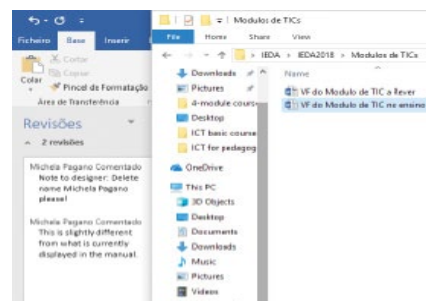 Ficheiro Base Inserir
Cortar
Copiar
Colar
Pincel de Formatação
Área de Transferência
Revisões
2 revisões
Michela Pagano Comentado
Note to designer: Delete
name Michela Pagano
please!
Michela Pagano Comentado
This is slightly different
from what is currently
displayed in the manual.
Modulos de TICs
File Home Share View
IEDA > IEDA2018 > Modulos de TICs
Name
VF do Modulo de TIC a Rever
VF do Modulo de TIC no ensino
Downloads
Pictures
4-module course
Desktop
ICT basic course
ICT for pedagog
OneDrive
This PC
3D Objects
Desktop
Documents
Downloads
Music
Pictures
Videos